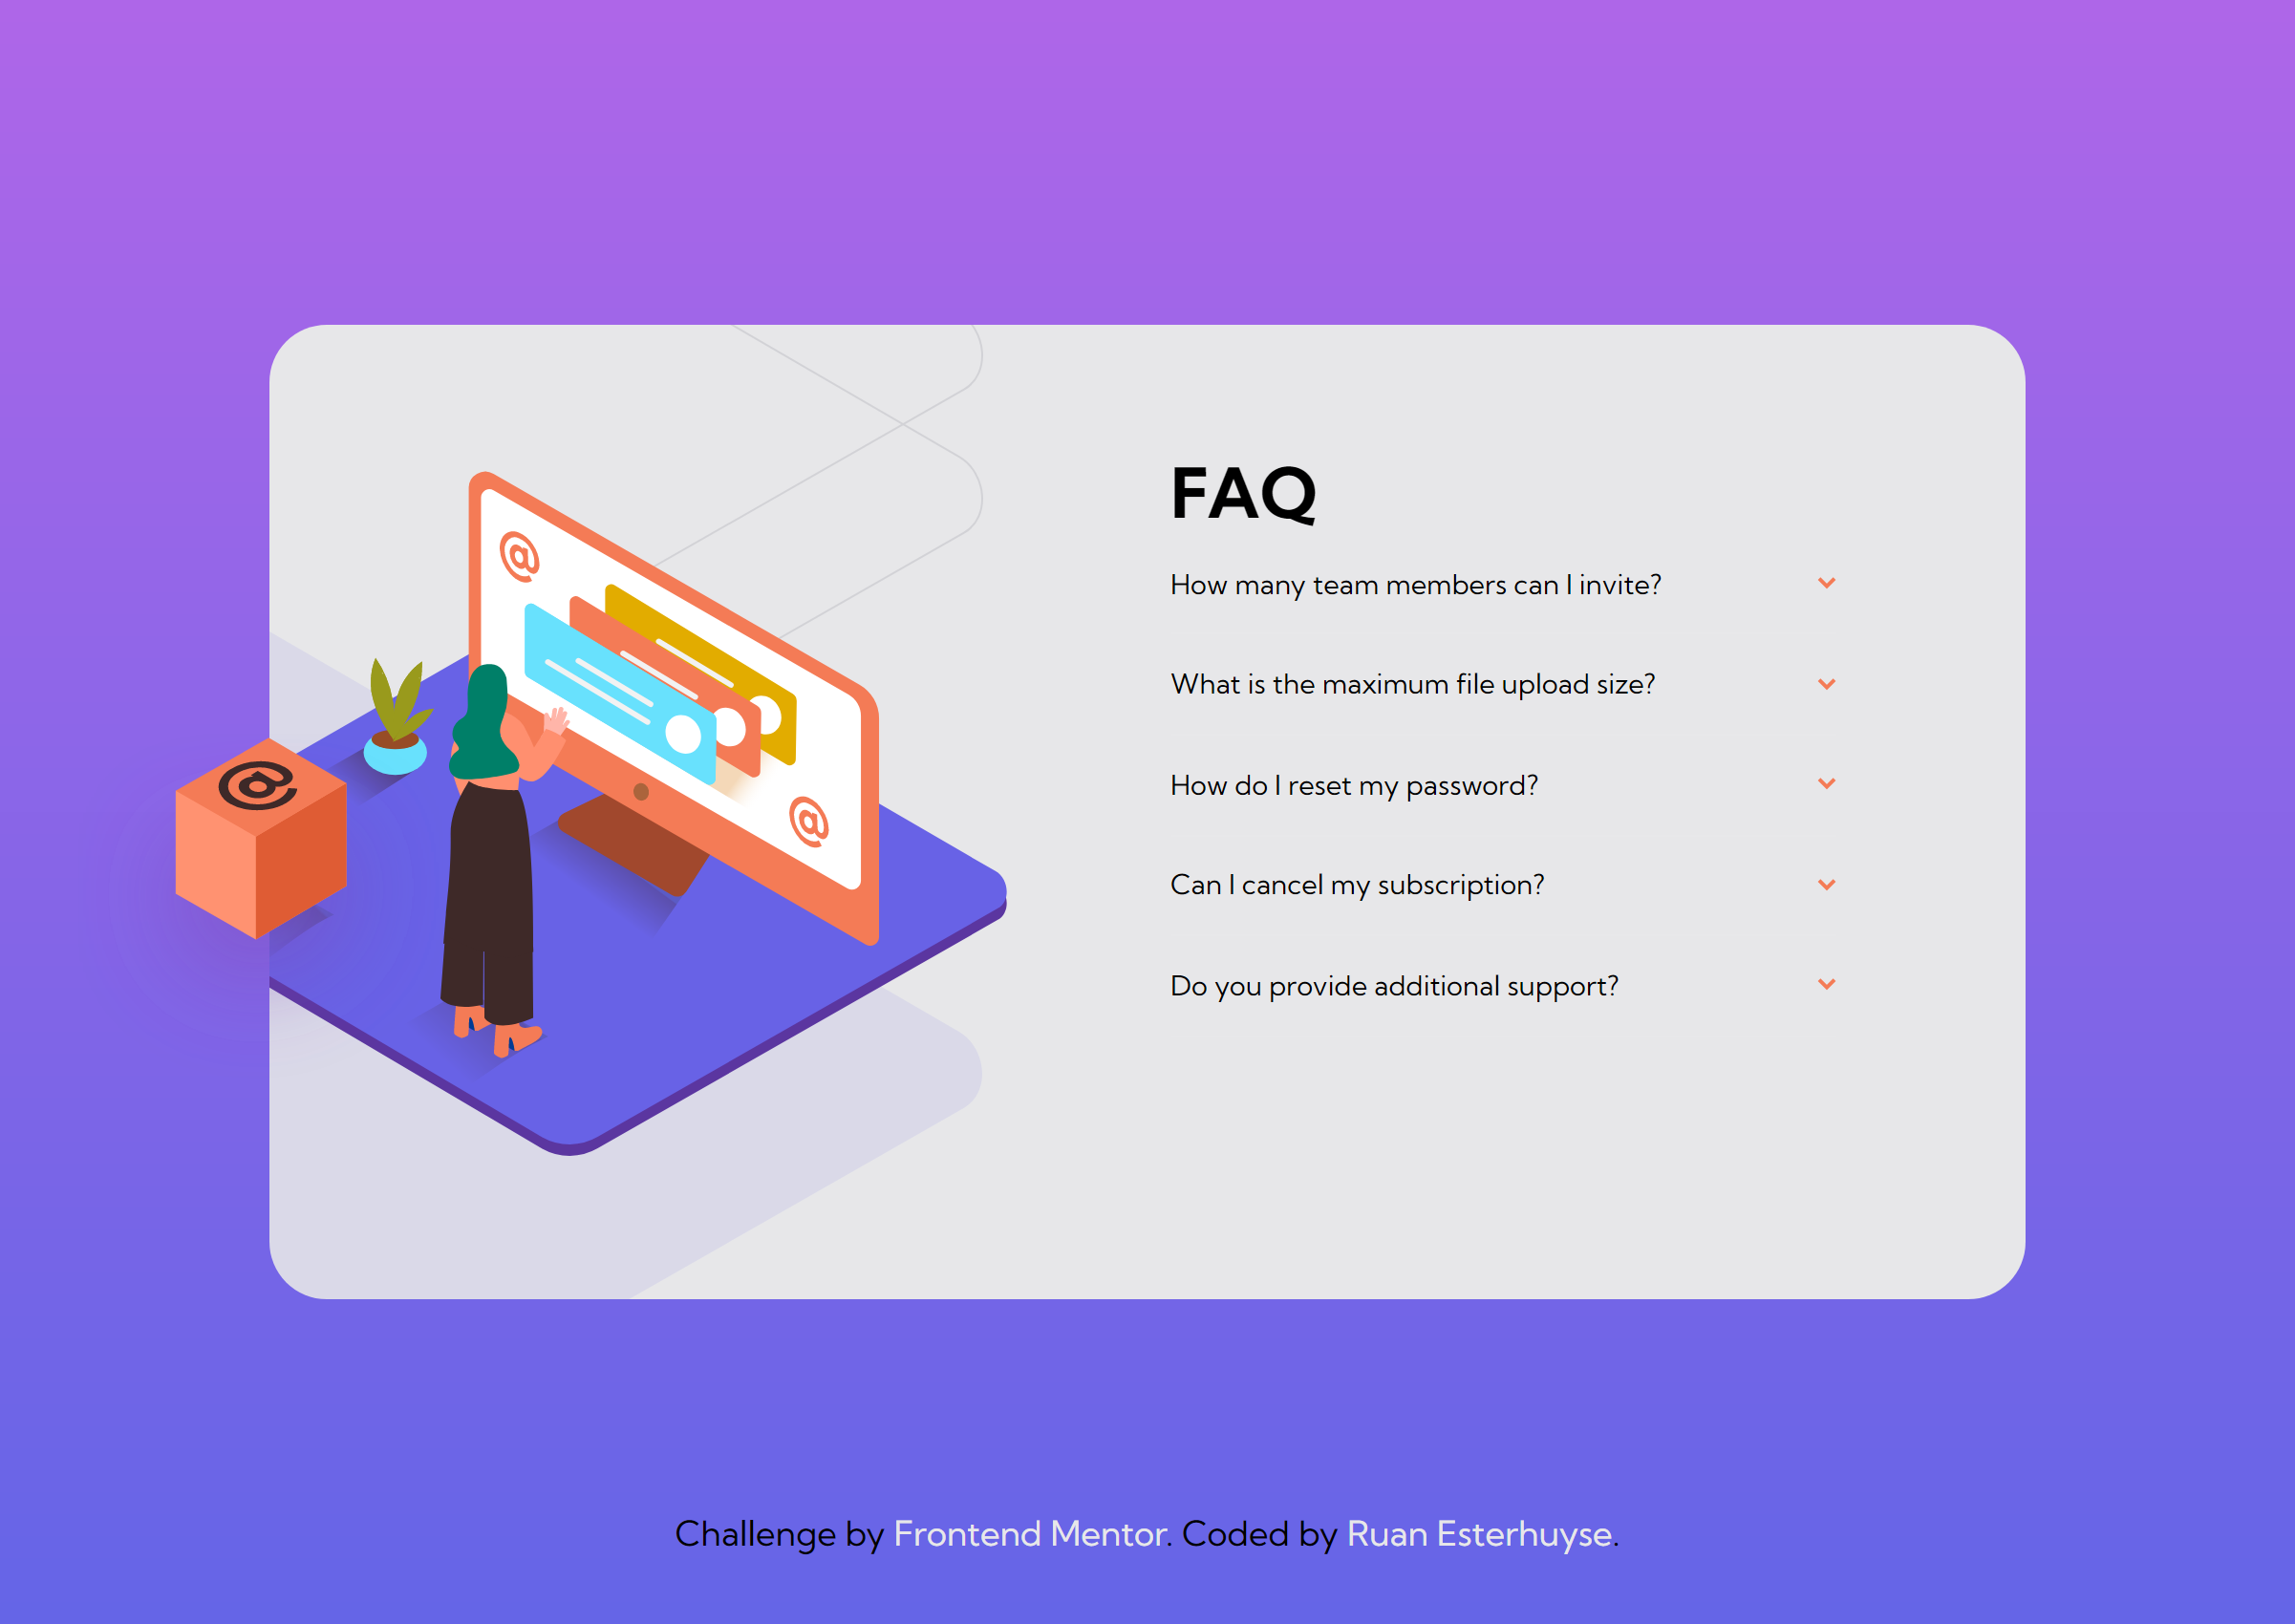 FAQ
How many team members can I invite?
What is the maximum file upload size?
How do I reset my password?
Can I cancel my subscription?
Do you provide additional support?
@
@
@
Challenge by Frontend Mentor. Coded by Ruan Esterhuyse.